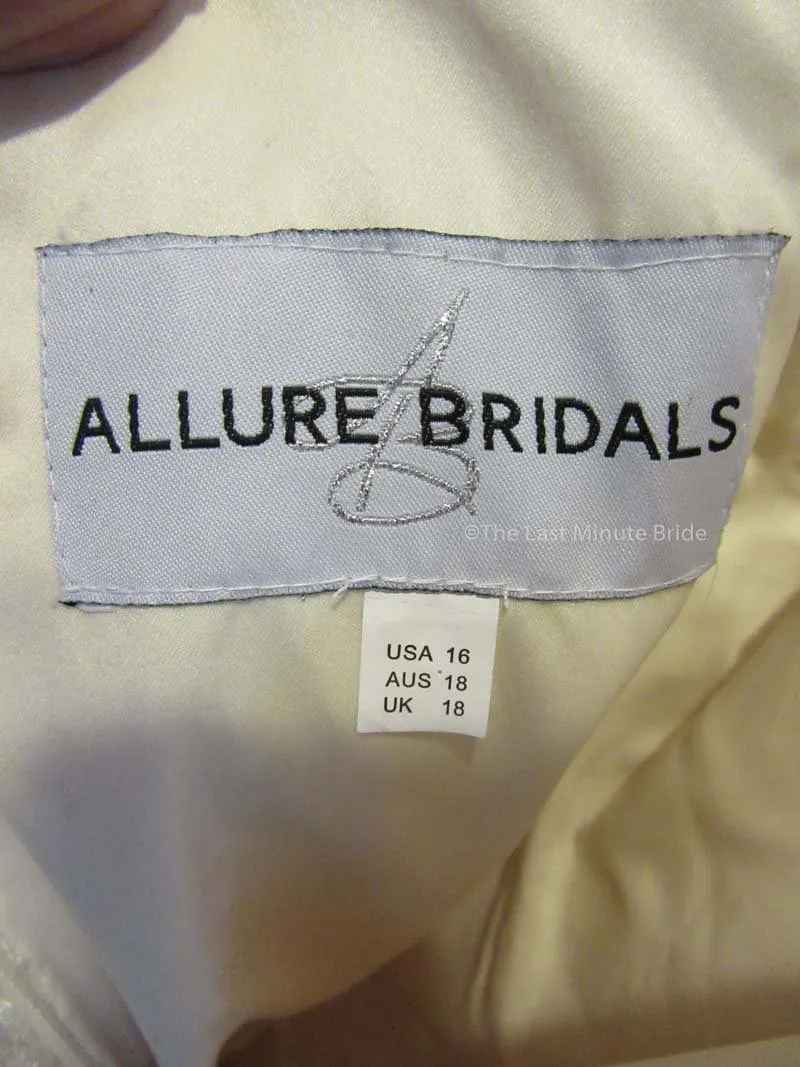 ALLURE BRIDALS
©The Last Minute Bride
USA 16
AUS 18
UK 18